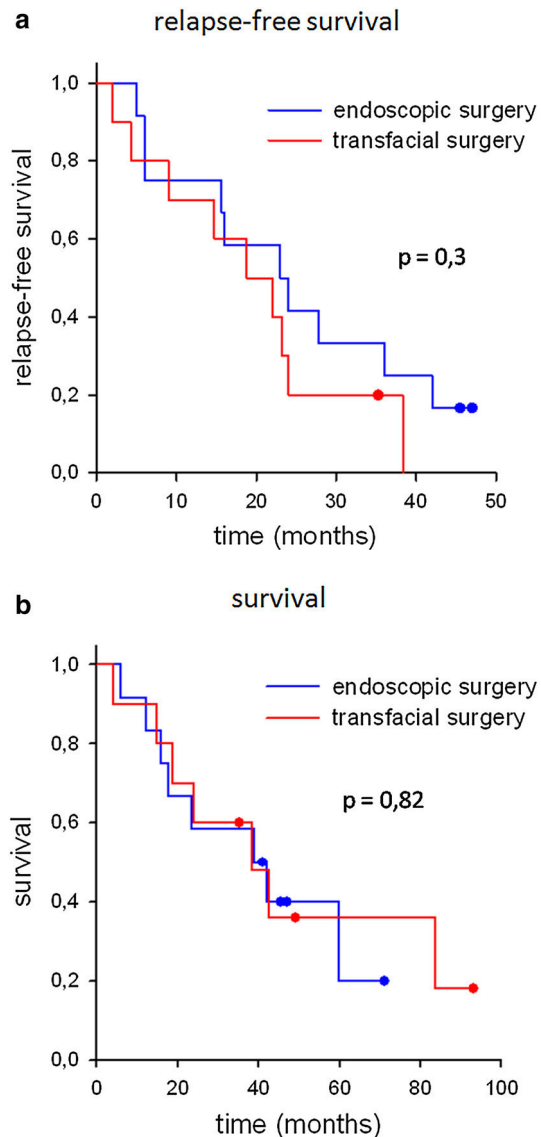 a
relapse-free survival
1,0
0,8
0,6
0,4
0,2
0,0
relapse-free survival
endoscopic surgery
transfacial surgery
p = 0,3
0 10 20 30 40 50
time (months)
b
survival
1,0
0,8
0,6
0,4
0,2
0,0
survival
endoscopic surgery
transfacial surgery
p = 0,82
0 20 40 60 80 100
time (months)